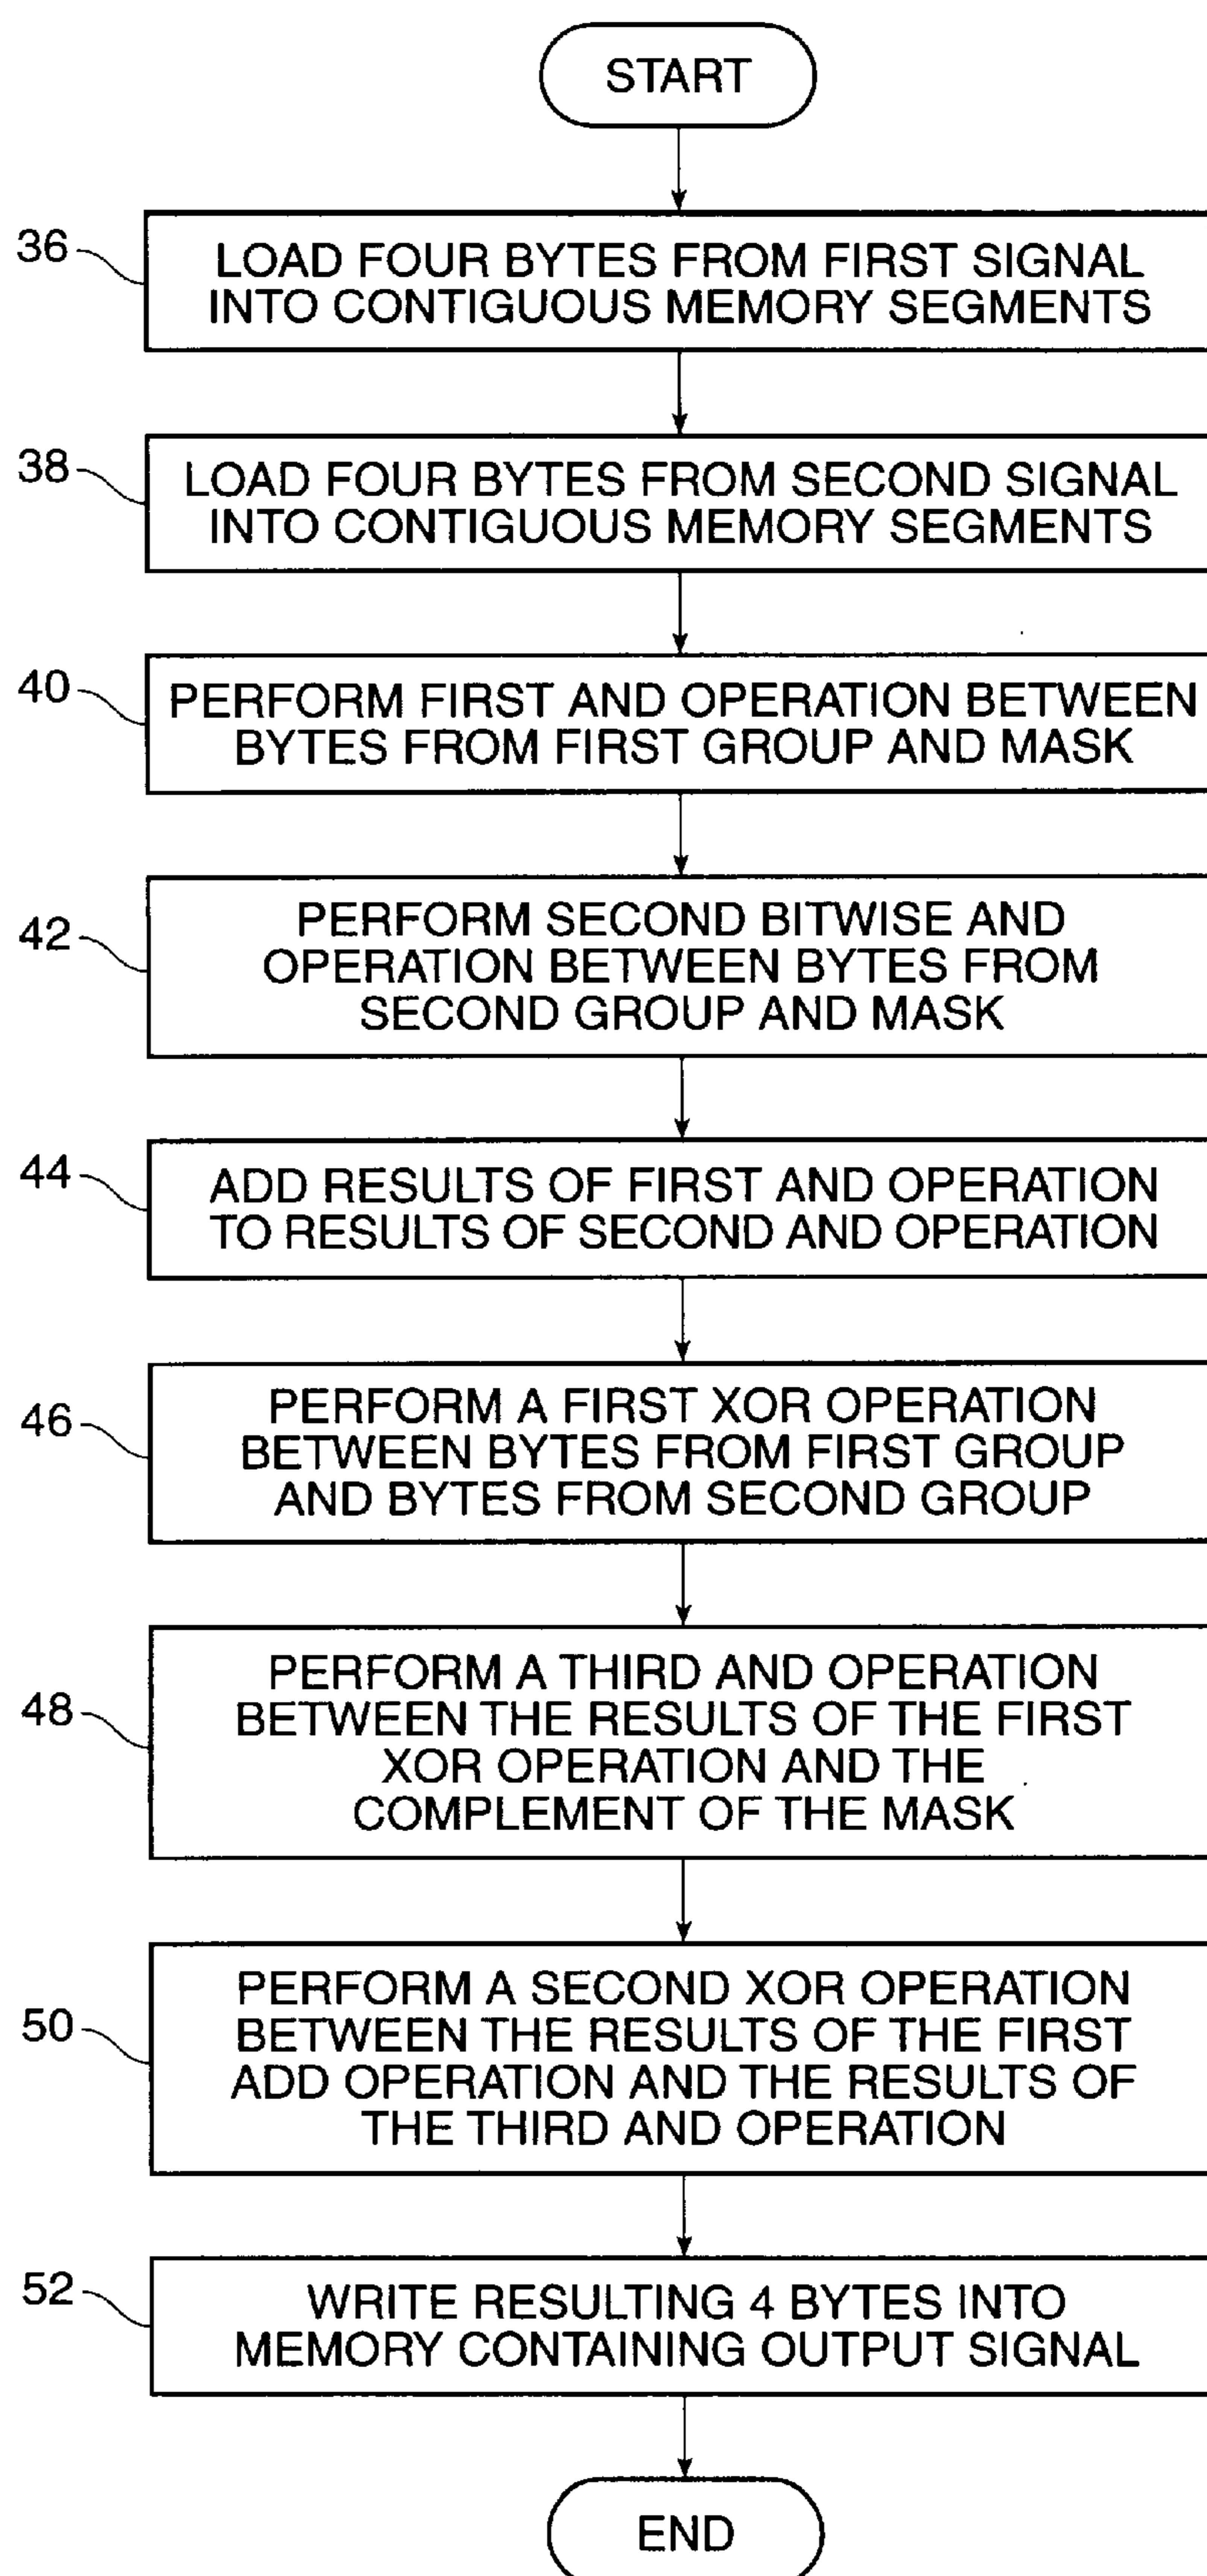 START
36
LOAD FOUR BYTES FROM FIRST SIGNAL
INTO CONTIGUOUS MEMORY SEGMENTS
38
LOAD FOUR BYTES FROM SECOND SIGNAL
INTO CONTIGUOUS MEMORY SEGMENTS
40
PERFORM FIRST AND OPERATION BETWEEN
BYTES FROM FIRST GROUP AND MASK
42
PERFORM SECOND BITWISE AND
OPERATION BETWEEN BYTES FROM
SECOND GROUP AND MASK
44
ADD RESULTS OF FIRST AND OPERATION
TO RESULTS OF SECOND AND OPERATION
46
PERFORM A FIRST XOR OPERATION
BETWEEN BYTES FROM FIRST GROUP
AND BYTES FROM SECOND GROUP
48
PERFORM A THIRD AND OPERATION
BETWEEN THE RESULTS OF THE FIRST
XOR OPERATION AND THE
COMPLEMENT OF THE MASK
50
PERFORM A SECOND XOR OPERATION
BETWEEN THE RESULTS OF THE FIRST
ADD OPERATION AND THE RESULTS OF
THE THIRD AND OPERATION
52
WRITE RESULTING 4 BYTES INTO
MEMORY CONTAINING OUTPUT SIGNAL
END